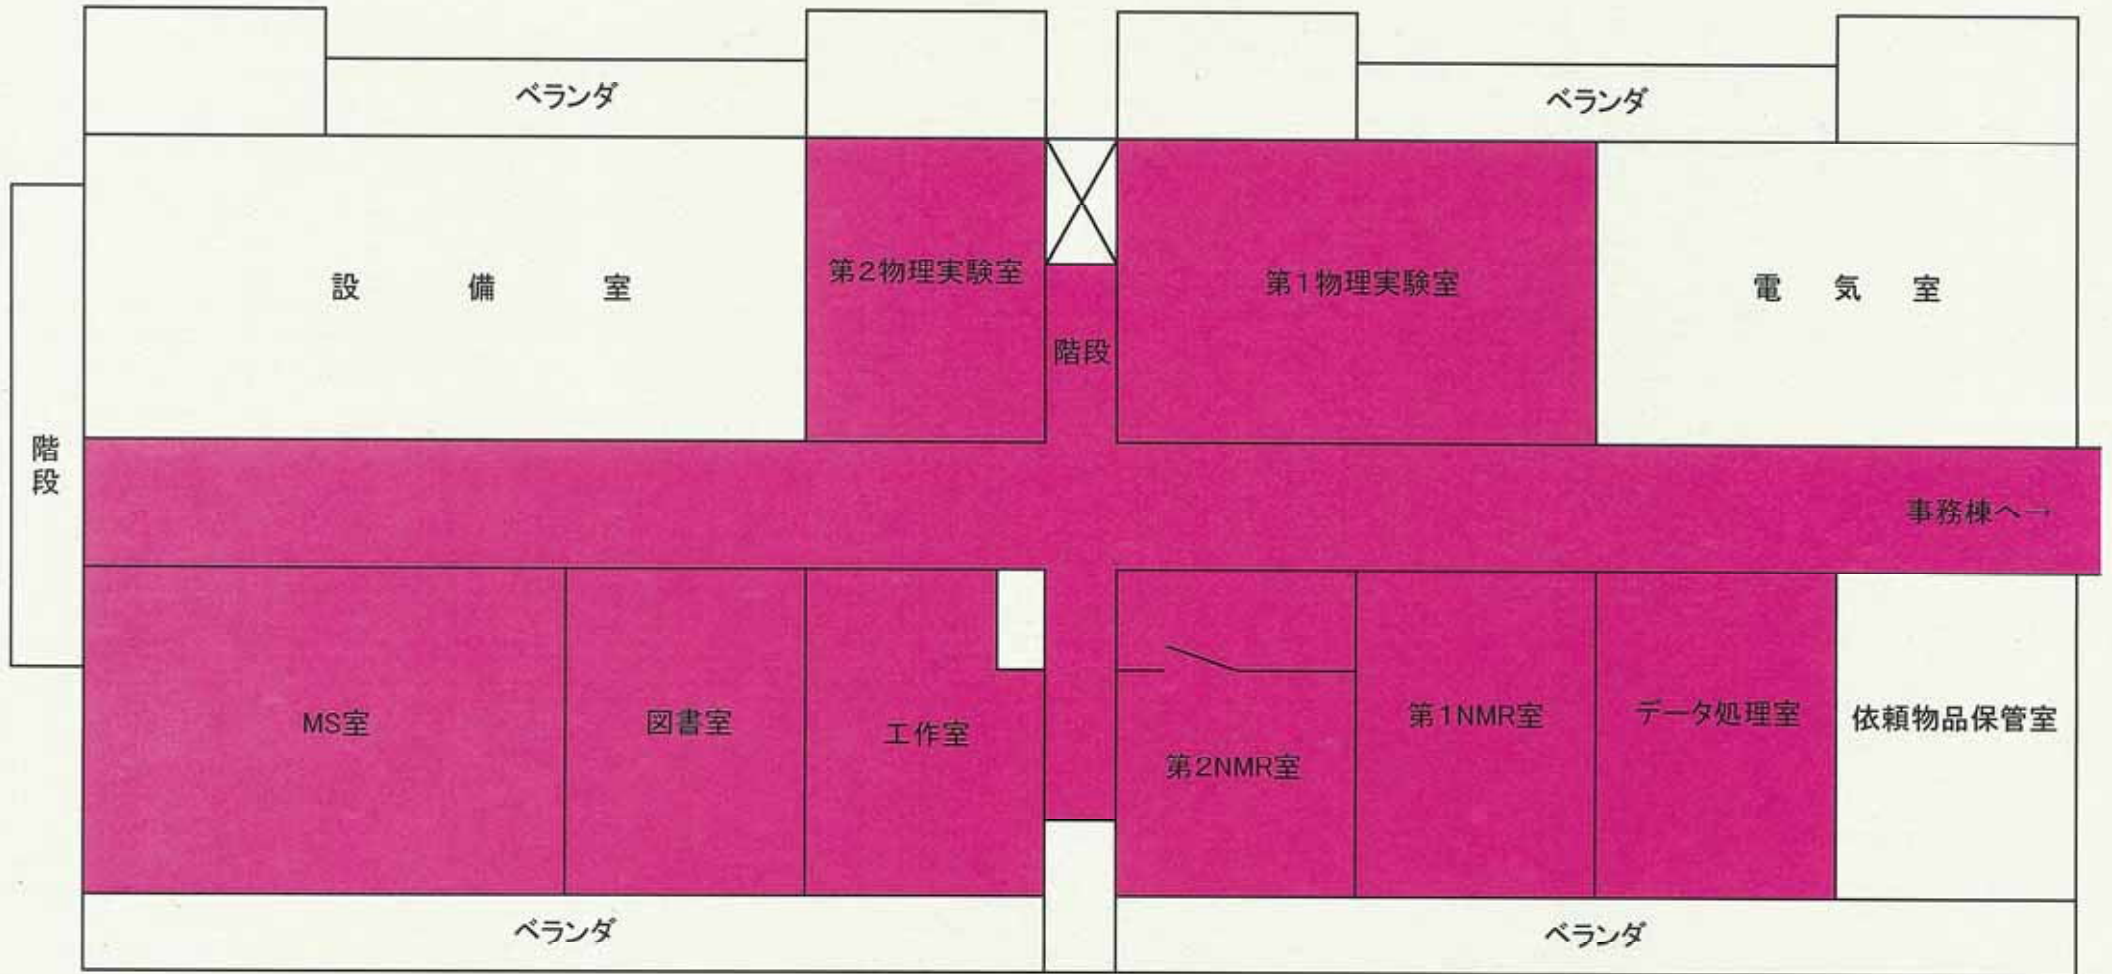 ベランダ
ベランダ
設備室
第2物理実験室
第1物理実験室
電気室
階段
階段
事務棟へ→
MS室
図書室
工作室
第2NMR室
第1NMR室
データ処理室
依頼物品保管室
ベランダ
ベランダ